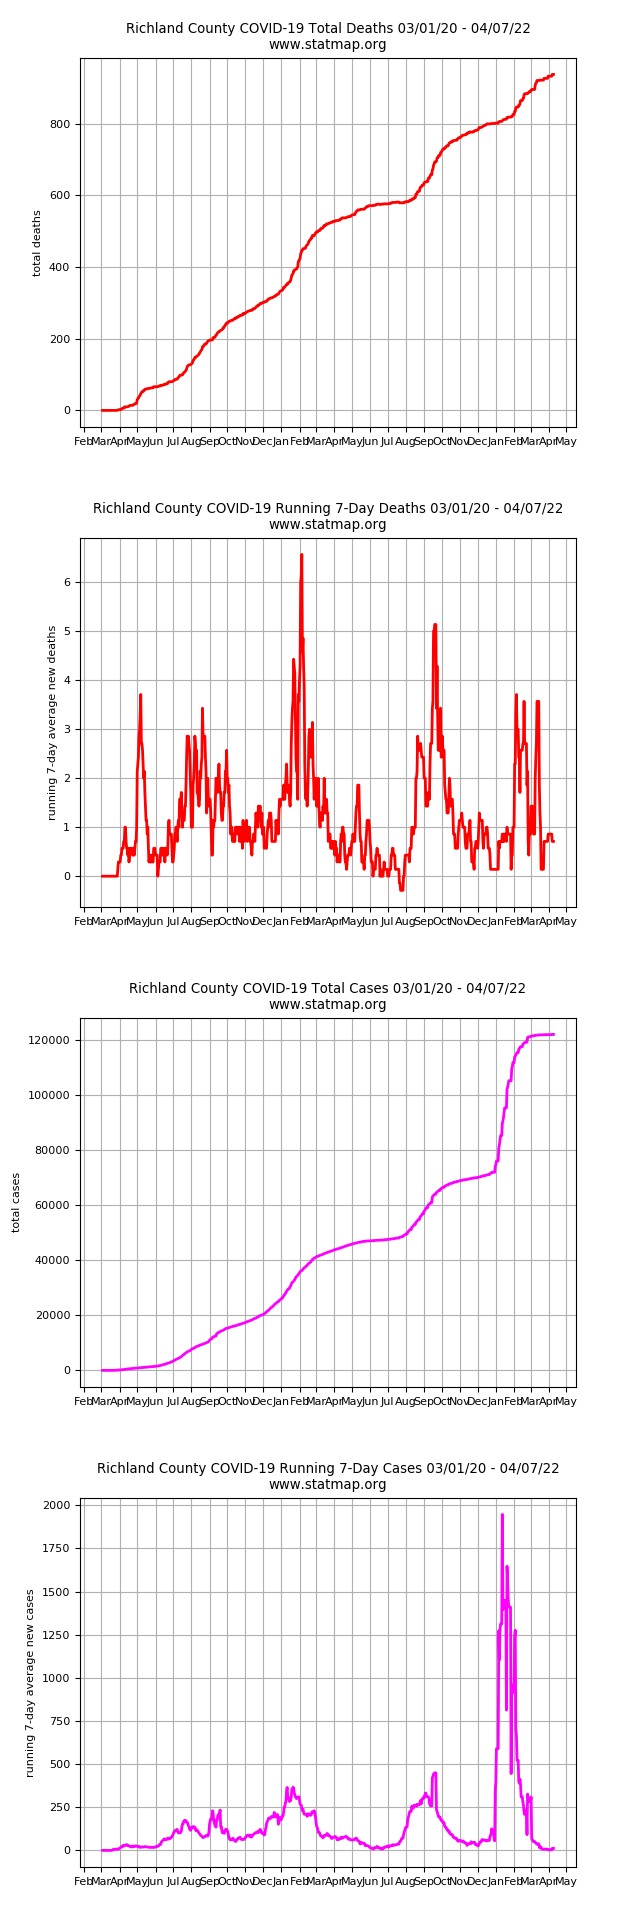 Richland County COVID-19 Total Deaths 03/01/20 - 04/07/22
www.statmap.org
800
600
400
200
0
total deaths
Feb Mar Apr May Jun Jul Aug Sep Oct Nov Dec Jan Feb Mar Apr May Jun Jul Aug Sep Oct Nov Dec Jan Feb Mar Apr May
Richland County COVID-19 Running 7-Day Deaths 03/01/20 - 04/07/22
www.statmap.org
6
5
4
3
2
1
0
running 7-day average new deaths
Feb Mar Apr May Jun Jul Aug Sep Oct Nov Dec Jan Feb Mar Apr May Jun Jul Aug Sep Oct Nov Dec Jan Feb Mar Apr May
Richland County COVID-19 Total Cases 03/01/20 - 04/07/22
www.statmap.org
120000
100000
80000
60000
40000
20000
0
total cases
Feb Mar Apr May Jun Jul Aug Sep Oct Nov Dec Jan Feb Mar Apr May Jun Jul Aug Sep Oct Nov Dec Jan Feb Mar Apr May
Richland County COVID-19 Running 7-Day Cases 03/01/20 - 04/07/22
www.statmap.org
2000
1750
1500
1250
1000
750
500
250
0
running 7-day average new cases
Feb Mar Apr May Jun Jul Aug Sep Oct Nov Dec Jan Feb Mar Apr May Jun Jul Aug Sep Oct Nov Dec Jan Feb Mar Apr May